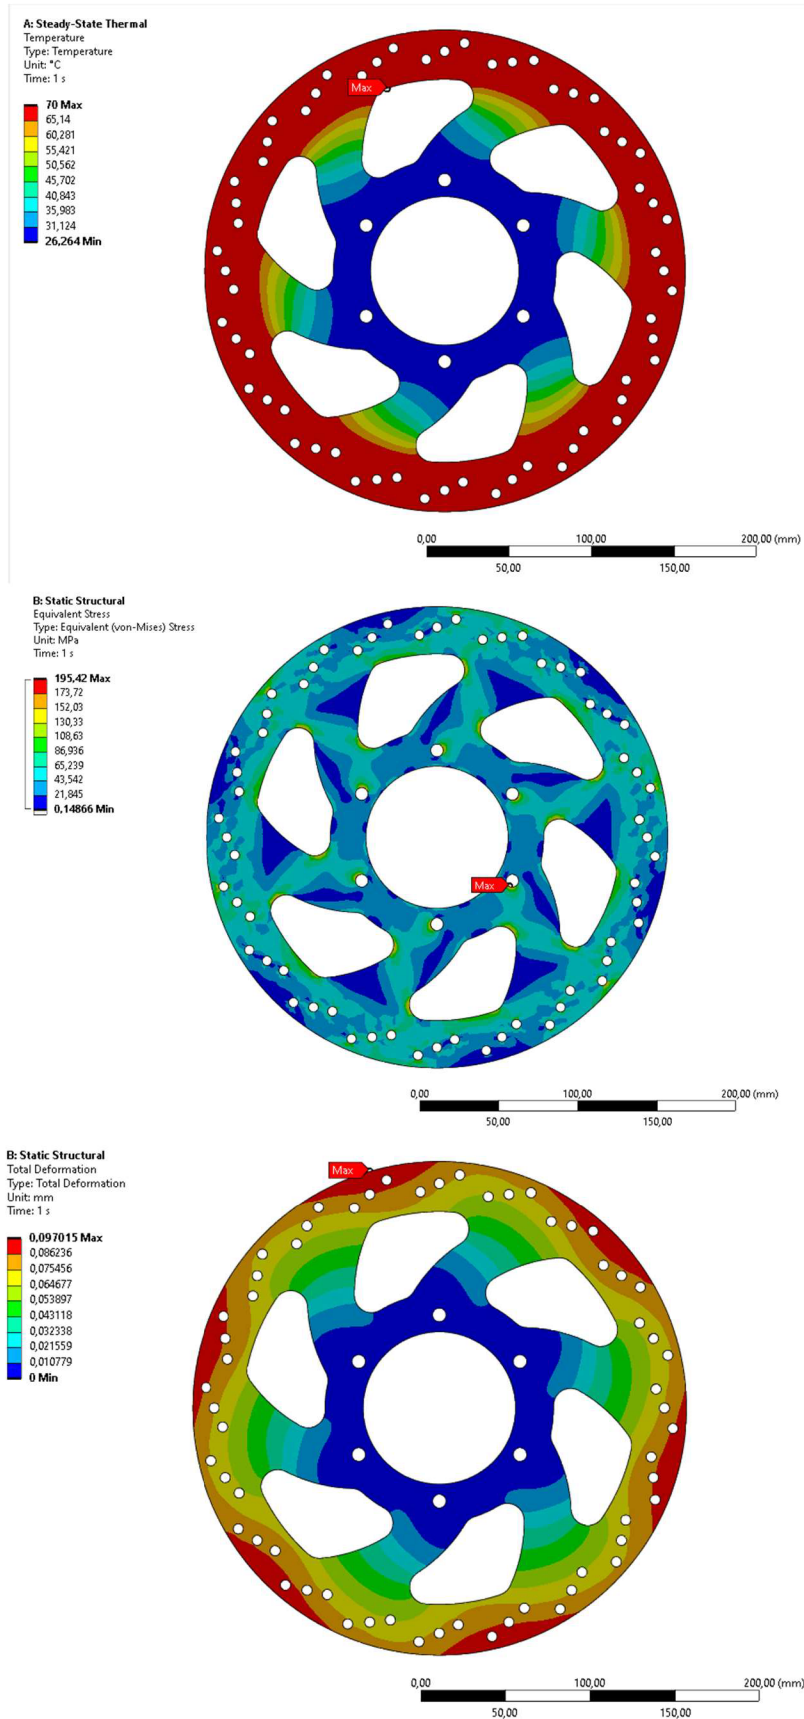 A: Steady-State Thermal
Temperature
Type: Temperature
Unit: °C
Time: 1 s
70 Max
65,14
60,281
55,421
50,562
45,702
40,843
35,983
31,124
26,264 Min
Max
0,00
100,00
200,00 (mm)
50,00
150,00
B: Static Structural
Equivalent Stress
Type: Equivalent (von-Mises) Stress
Unit: MPa
Time: 1 s
195,42 Max
173,72
152,03
130,33
108,63
86,936
65,239
43,542
21,845
0,14866 Min
Max
0,00
100,00
200,00 (mm)
50,00
150,00
B: Static Structural
Total Deformation
Type: Total Deformation
Unit: mm
Time: 1 s
Max
0,097015 Max
0,086236
0,075456
0,064677
0,053897
0,043118
0,032338
0,021559
0,010779
0 Min
0,00
100,00
200,00 (mm)
50,00
150,00